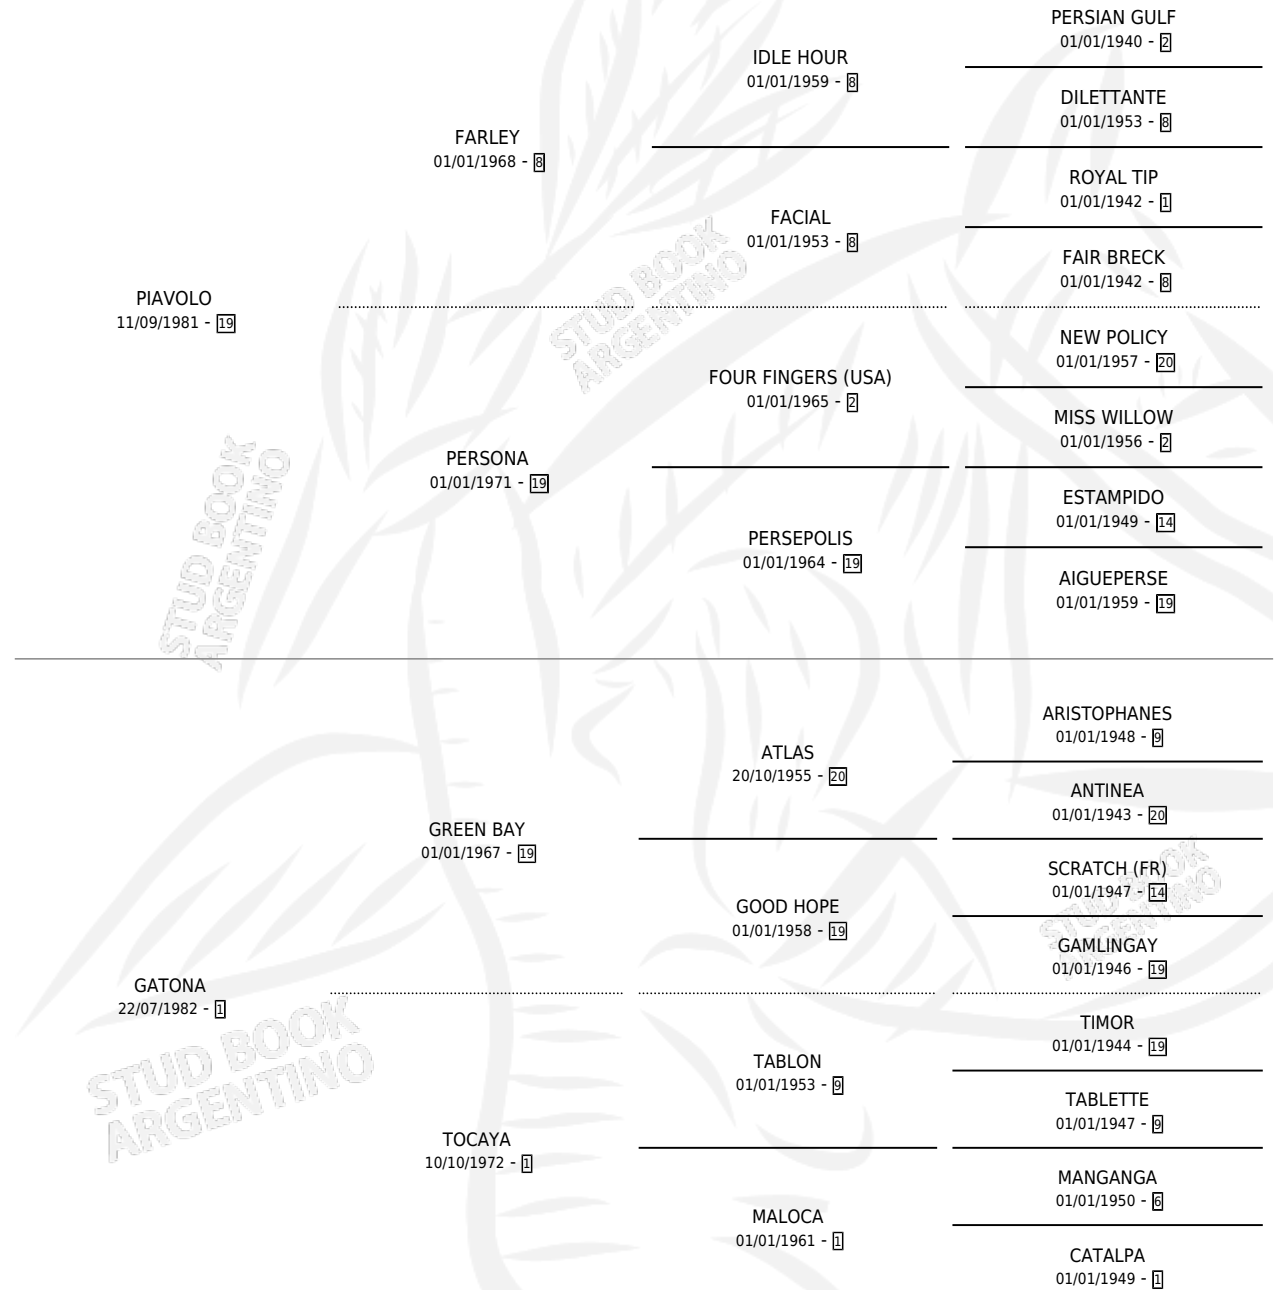 PERSIAN GULF
01/01/1940 - 2
IDLE HOUR
01/01/1959 - 8
DILETTANTE
01/01/1953 - 8
FARLEY
01/01/1968 - 8
ROYAL TIP
01/01/1942 - 1
FACIAL
01/01/1953 - 8
FAIR BRECK
01/01/1942 - 8
PIAVOLO
11/09/1981 - 19
NEW POLICY
01/01/1957 - 20
FOUR FINGERS (USA)
01/01/1965 - 2
MISS WILLOW
01/01/1956 - 2
PERSONA
01/01/1971 - 19
ESTAMPIDO
01/01/1949 - 14
PERSEPOLIS
01/01/1964 - 19
AIGUEPERSE
01/01/1959 - 19
ARISTOPHANES
01/01/1948 - 9
ATLAS
20/10/1955 - 20
ANTINEA
01/01/1943 - 20
GREEN BAY
01/01/1967 - 19
SCRATCH (FR)
01/01/1947 - 14
GOOD HOPE
01/01/1958 - 19
GAMLINGAY
01/01/1946 - 19
GATONA
22/07/1982 - 1
TIMOR
01/01/1944 - 19
TABLON
01/01/1953 - 9
TABLETTE
01/01/1947 - 9
TOCAYA
10/10/1972 - 1
MANGANGA
01/01/1950 - 6
MALOCA
01/01/1961 - 1
CATALPA
01/01/1949 - 1
STUD BOOK
ARGENTINO
STUD BOOK
ARGENTINO
STUD BOOK
ARGENTINO
STUD BOOK
ARGENTINO